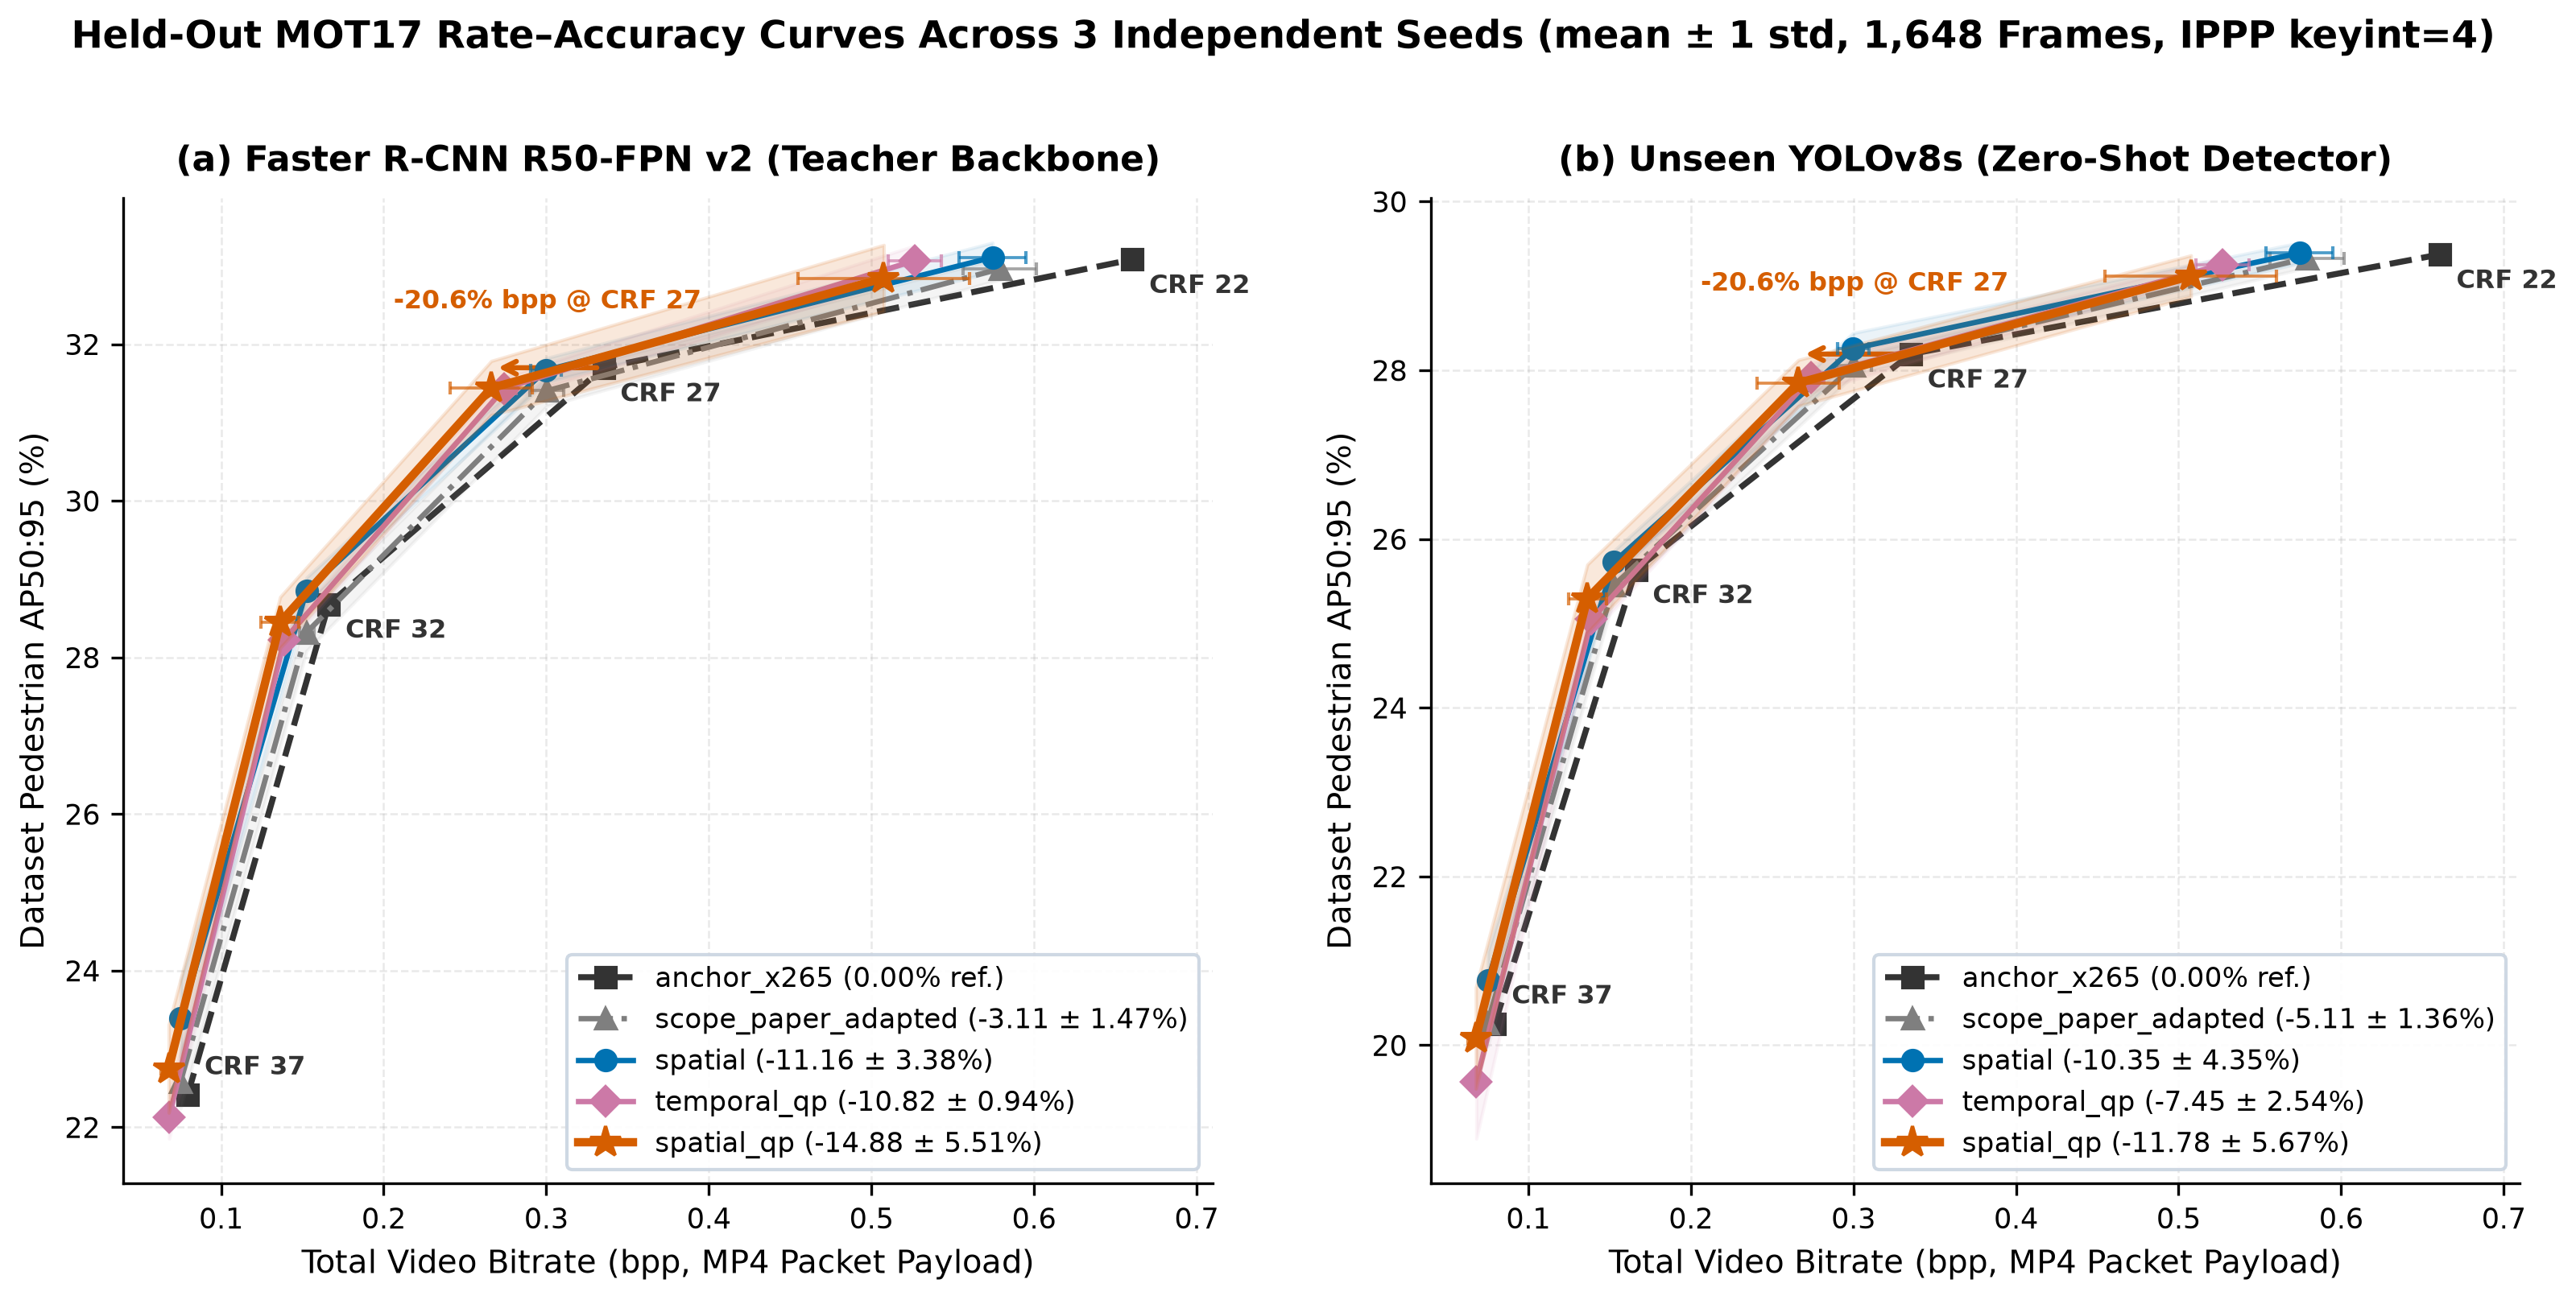 Held-Out MOT17 Rate–Accuracy Curves Across 3 Independent Seeds (mean ± 1 std, 1,648 Frames, IPPP keyint=4)
(a) Faster R-CNN R50-FPN v2 (Teacher Backbone)
Dataset Pedestrian AP50:95 (%)
32
30
28
26
24
22
-20.6% bpp @ CRF 27
CRF 22
CRF 27
CRF 32
CRF 37
anchor_x265 (0.00% ref.)
scope_paper_adapted (-3.11 ± 1.47%)
spatial (-11.16 ± 3.38%)
temporal_qp (-10.82 ± 0.94%)
spatial_qp (-14.88 ± 5.51%)
0.1 0.2 0.3 0.4 0.5 0.6 0.7
Total Video Bitrate (bpp, MP4 Packet Payload)
(b) Unseen YOLOv8s (Zero-Shot Detector)
Dataset Pedestrian AP50:95 (%)
30
28
26
24
22
20
-20.6% bpp @ CRF 27
CRF 22
CRF 27
CRF 32
CRF 37
anchor_x265 (0.00% ref.)
scope_paper_adapted (-5.11 ± 1.36%)
spatial (-10.35 ± 4.35%)
temporal_qp (-7.45 ± 2.54%)
spatial_qp (-11.78 ± 5.67%)
0.1 0.2 0.3 0.4 0.5 0.6 0.7
Total Video Bitrate (bpp, MP4 Packet Payload)